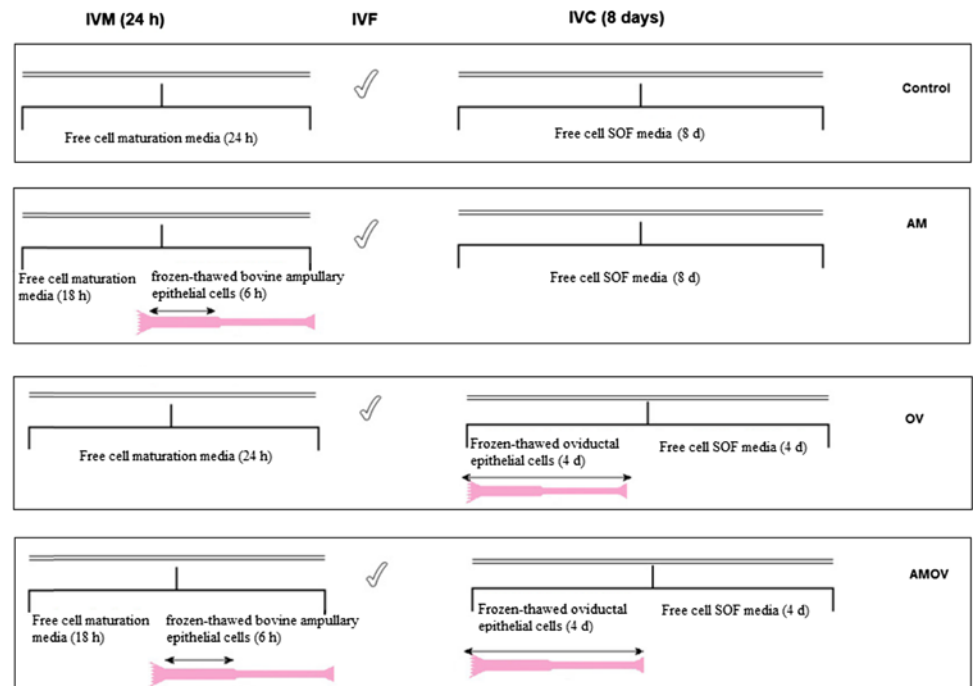 IVM (24 h) IVF IVC (8 days)
Control
Free cell maturation media (24 h) Free cell SOF media (8 d)
AM
Free cell maturation
media (18 h)
frozen-thawed bovine ampullary
epithelial cells (6 h)
Free cell SOF media (8 d)
OV
Free cell maturation media (24 h)
Frozen-thawed oviductal
epithelial cells (4 d)
Free cell SOF media (4 d)
AMOV
Free cell maturation
media (18 h)
frozen-thawed bovine ampullary
epithelial cells (6 h)
Frozen-thawed oviductal
epithelial cells (4 d)
Free cell SOF media (4 d)